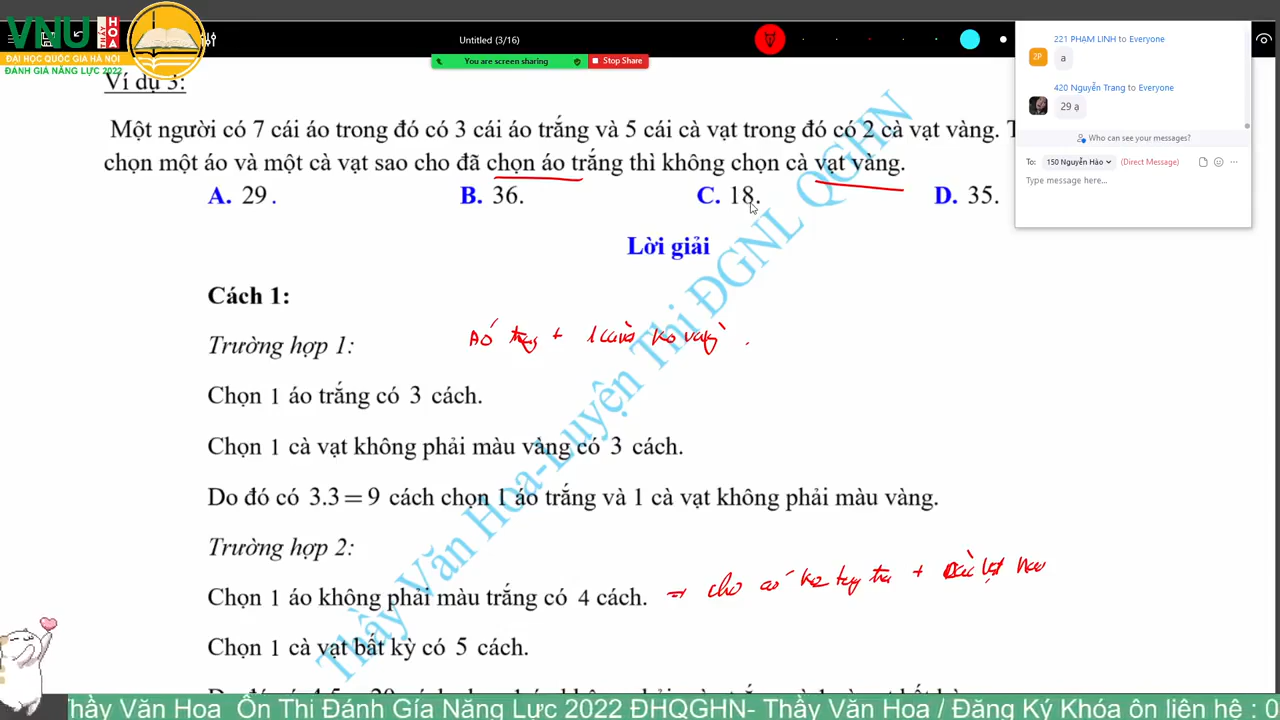 VNU
HOA
THẦY
ĐẠI HỌC QUỐC GIA HÀ NỘI
ĐÁNH GIÁ NĂNG LỰC 2022
Untitled (3/16)
You are screen sharing
Stop Share
221 PHẠM LINH to Everyone
2P
a
420 Nguyễn Trang to Everyone
29 ạ
Who can see your messages?
To: 150 Nguyễn Hảo (Direct Message)
Type message here...
Ví dụ 3:
Một người có 7 cái áo trong đó có 3 cái áo trắng và 5 cái cà vạt trong đó có 2 cà vạt vàng.
chọn một áo và một cà vạt sao cho đã chọn áo trắng thì không chọn cà vạt vàng.
A. 29. B. 36. C. 18. D. 35.
Lời giải
Cách 1:
Trường hợp 1:
Chọn 1 áo trắng có 3 cách.
Chọn 1 cà vạt không phải màu vàng có 3 cách.
Do đó có 3.3=9 cách chọn 1 áo trắng và 1 cà vạt không phải màu vàng.
Trường hợp 2:
Chọn 1 áo không phải màu trắng có 4 cách.
Chọn 1 cà vạt bất kỳ có 5 cách.
Thầy Văn Hoa-Luyện Thi ĐGNL QGHN
Thầy Văn Hoa Ôn Thi Đánh Gía Năng Lực 2022 ĐHQGHN- Thầy Văn Hoa / Đăng Ký Khóa ôn liên hê : 0